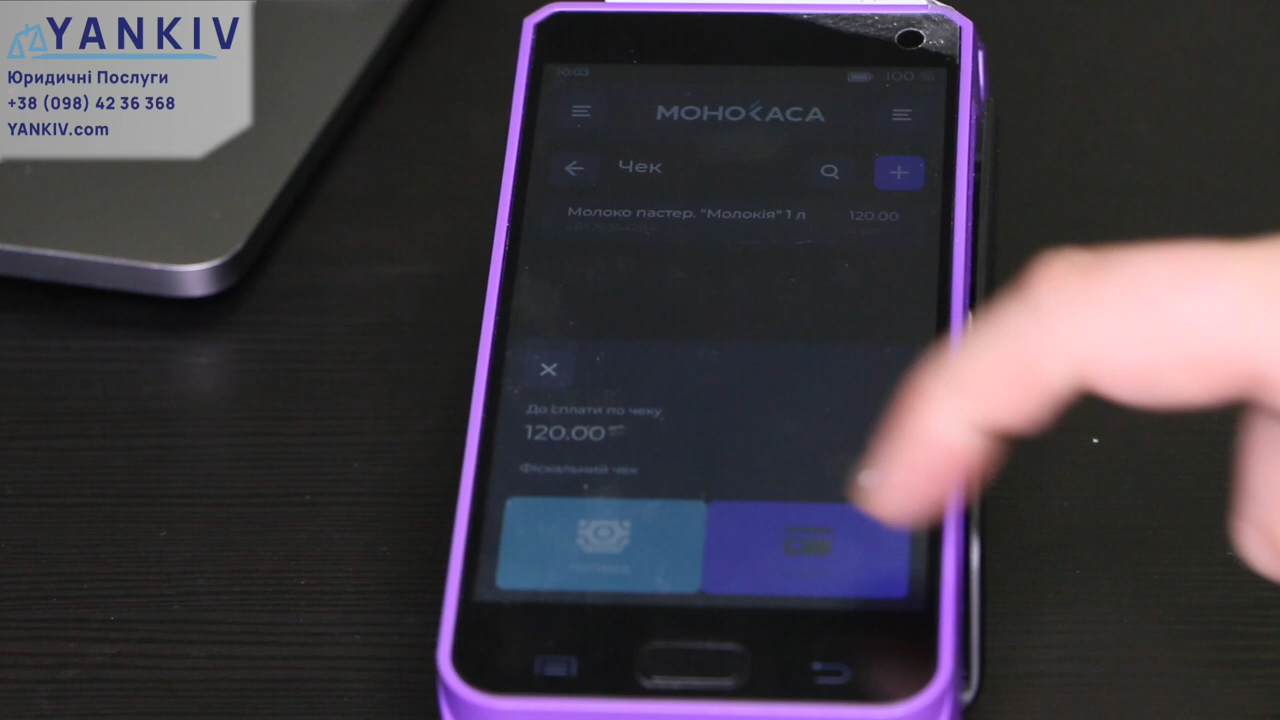 YANKIV
Юридичні Послуги
+38 (098) 42 36 368
YANKIV.com
10:03
100 %
МОНОКАСА
Чек
Молоко пастер. "Молокія" 1 л
120.00
До сплати по чеку
120.00
Фіскальний чек